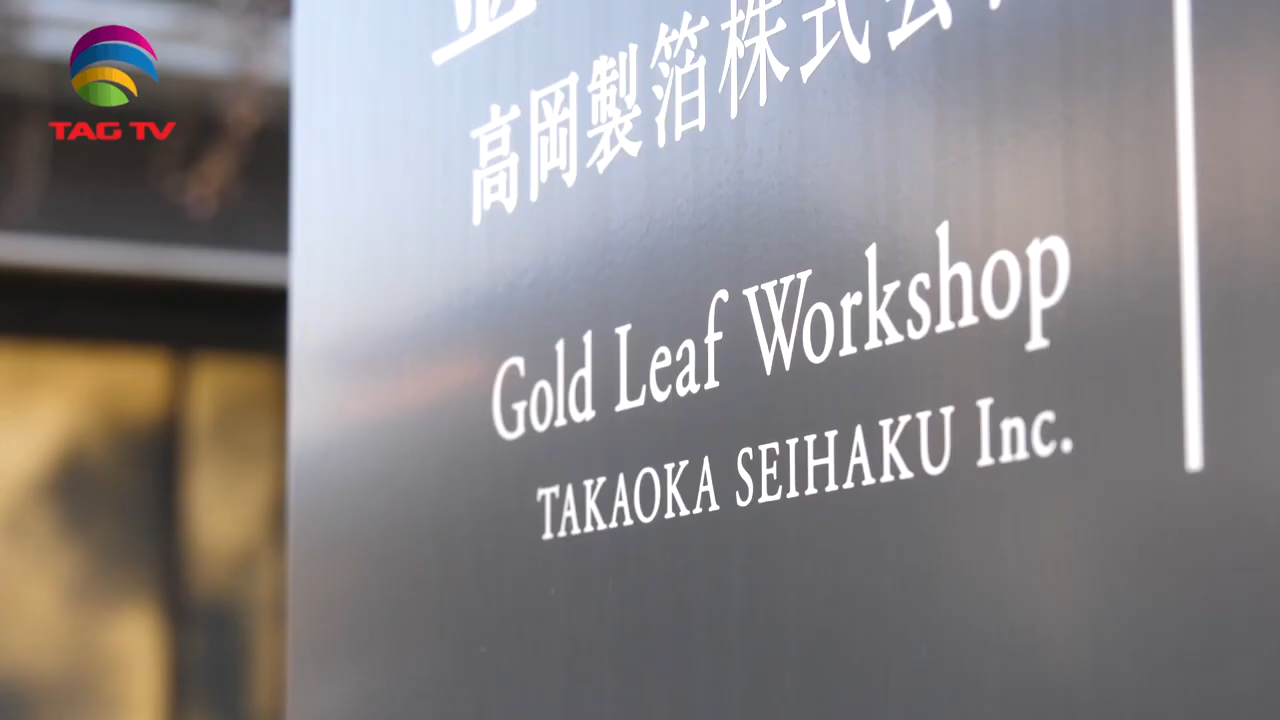 TAG TV
高岡製箔株式会
Gold Leaf Workshop
TAKAOKA SEIHAKU Inc.